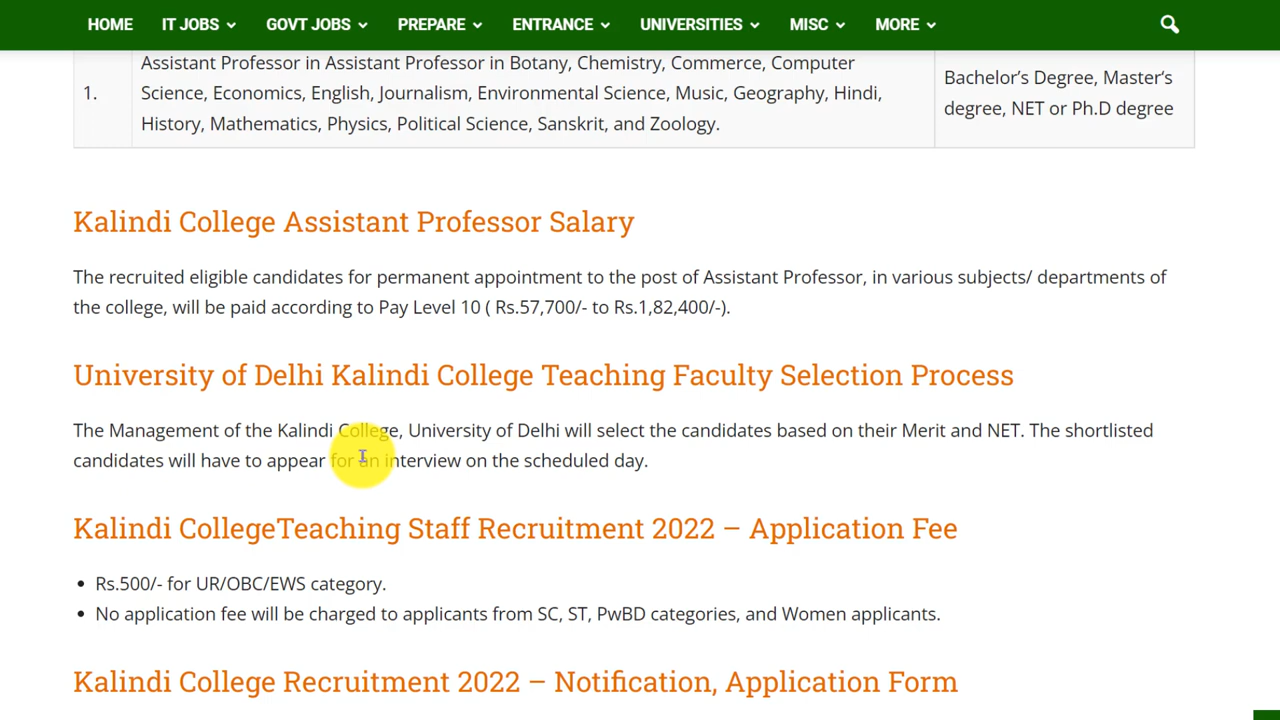 HOME IT JOBS GOVT JOBS PREPARE ENTRANCE UNIVERSITIES MISC MORE
1.
Assistant Professor in Assistant Professor in Botany, Chemistry, Commerce, Computer
Science, Economics, English, Journalism, Environmental Science, Music, Geography, Hindi,
History, Mathematics, Physics, Political Science, Sanskrit, and Zoology.
Bachelor’s Degree, Master’s
degree, NET or Ph.D degree
Kalindi College Assistant Professor Salary
The recruited eligible candidates for permanent appointment to the post of Assistant Professor, in various subjects/ departments of
the college, will be paid according to Pay Level 10 ( Rs.57,700/- to Rs.1,82,400/-).
University of Delhi Kalindi College Teaching Faculty Selection Process
The Management of the Kalindi College, University of Delhi will select the candidates based on their Merit and NET. The shortlisted
candidates will have to appear for an interview on the scheduled day.
Kalindi CollegeTeaching Staff Recruitment 2022 – Application Fee
• Rs.500/- for UR/OBC/EWS category.
• No application fee will be charged to applicants from SC, ST, PwBD categories, and Women applicants.
Kalindi College Recruitment 2022 – Notification, Application Form